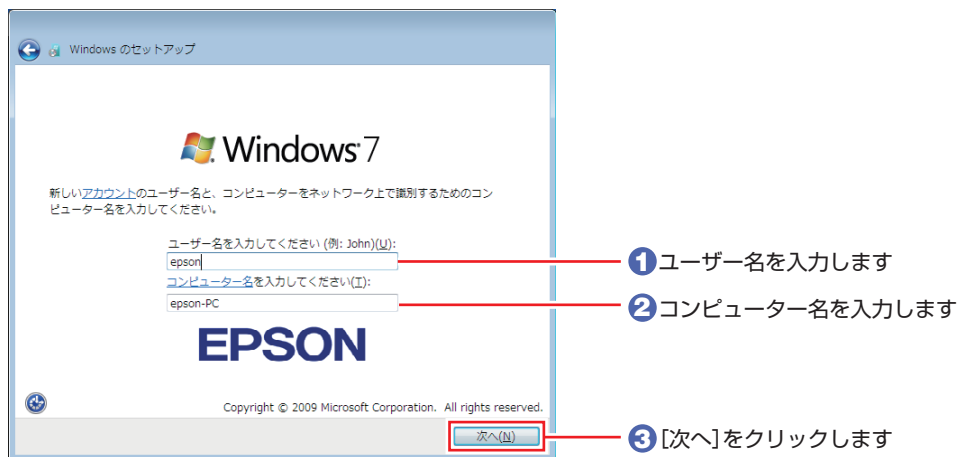 Windows のセットアップ
Windows 7
新しいアカウントのユーザー名と、コンピューターをネットワーク上で識別するためのコン
ピューター名を入力してください。
ユーザー名を入力してください (例: John)(U):
epson
コンピューター名を入力してください(T):
epson-PC
EPSON
Copyright © 2009 Microsoft Corporation. All rights reserved.
次へ(N)
1 ユーザー名を入力します
2 コンピューター名を入力します
3 [次へ]をクリックします